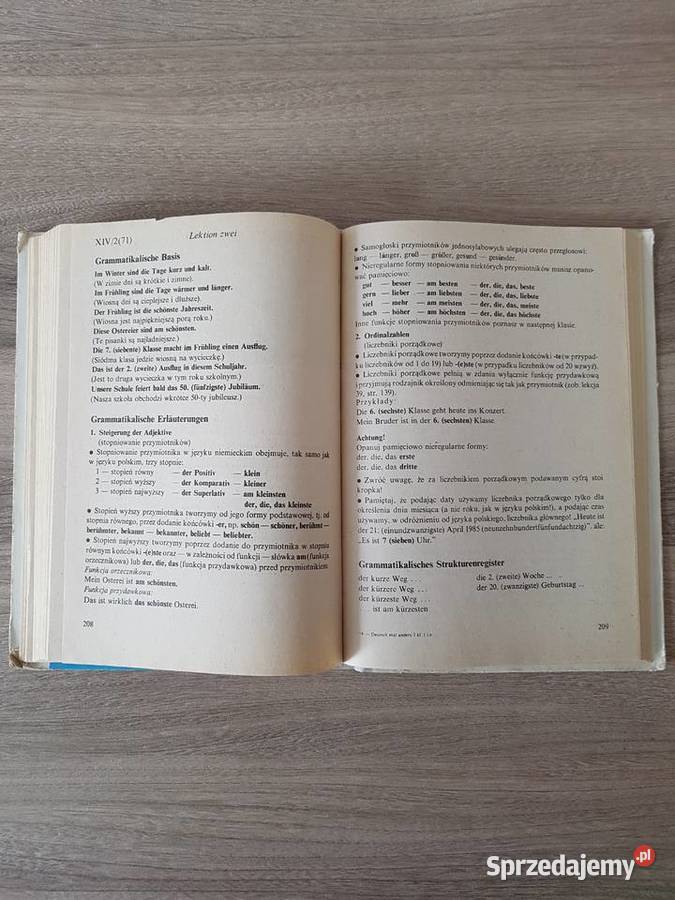 XIV/2(71)
Lektion zwei
Grammatikalische Basis
Im Winter sind die Tage kurz und kalt.
(W zimie dni są krótkie i zimne).
Im Frühling sind die Tage wärmer und länger.
(Wiosną dni są cieplejsze i dłuższe).
Der Frühling ist die schönste Jahreszeit.
(Wiosna jest najpiękniejszą porą roku.)
Diese Ostereier sind am schönsten.
(Te pisanki są najładniejsze.)
Die 7. (siebente) Klasse macht im Frühling einen Ausflug.
(Siódma klasa jedzie wiosną na wycieczkę.)
Das ist der 2. (zweite) Ausflug in diesem Schuljahr.
(Jest to druga wycieczka w tym roku szkolnym.)
Unsere Schule feiert bald das 50. (fünfzigste) Jubiläum.
(Nasza szkoła obchodzi wkrótce 50-ty jubileusz.)
Grammatikalische Erläuterungen
1. Steigerung der Adjektive
(stopniowanie przymiotników)
● Stopniowanie przymiotników w języku niemieckim obejmuje, tak samo jak
w języku polskim, trzy stopnie:
1 — stopień równy — der Positiv — klein
2 — stopień wyższy — der Komparativ — kleiner
3 — stopień najwyższy — der Superlativ — am kleinsten
der, die, das kleinste
● Stopień wyższy przymiotników tworzymy od jego formy podstawowej, tj. od
stopnia równego, przez dodanie końcówki -er, np. schön — schöner, berühmt —
berühmter, bekannt — bekannter, beliebt — beliebter.
● Stopień najwyższy tworzymy poprzez dodanie do przymiotnika w stopniu
równym końcówki -(e)ste oraz — w zależności od funkcji — słówka am (funkcja
orzecznikowa) lub der, die, das (funkcja przydawkowa) przed przymiotnikiem.
Funkcja orzecznikowa:
Mein Osterei ist am schönsten.
Funkcja przydawkowa:
Das ist wirklich das schönste Osterei.
208
● Samogłoski przymiotników jednosylabowych ulegają często przegłosowi:
lang — länger, groß — größer, gesund — gesünder.
● Nieregularne formy stopniowania niektórych przymiotników musisz opano-
wać pamięciowo:
gut — besser — am besten — der, die, das, beste
gern — lieber — am liebsten — der, die, das, liebste
viel — mehr — am meisten — der, die, das, meiste
hoch — höher — am höchsten — der, die, das höchste
Inne funkcje stopniowania przymiotników poznasz w następnej klasie.
2. Ordinalzahlen
(liczebniki porządkowe)
● Liczebniki porządkowe tworzymy poprzez dodanie końcówki -te(w przypad-
ku liczebników od 1 do 19) lub -(e)ste (w przypadku liczebników od 20 wzwyż).
● Liczebniki porządkowe pełnią w zdaniu wyłącznie funkcję przydawkową
i przyjmują rodzajnik określony odmieniając się tak jak przymiotnik (zob. lekcja
39, str. 139).
Przykłady:
Die 6. (sechste) Klasse geht heute ins Konzert.
Mein Bruder ist in der 6. (sechsten) Klasse.
Achtung!
Opanuj pamięciowo nieregularne formy:
der, die, das erste
der, die, das dritte
● Zwróć uwagę, że za liczebnikiem porządkowym podawanym cyfrą stoi
kropka!
● Pamiętaj, że podając daty używamy liczebnika porządkowego tylko dla
określenia dnia miesiąca (a nie roku, jak w języku polskim!), a podając czas
używamy, w odróżnieniu od języka polskiego, liczebnika głównego! „Heute ist
der 21; (einundzwanzigste) April 1985 (neunzehnhundertfünfundachtzig)”, ale:
„Es ist 7 (sieben) Uhr.”
Grammatikalisches Strukturenregister
der kurze Weg . . .
der kürzere Weg . . .
der kürzeste Weg . . .
. . . ist am kürzesten
die 2. (zweite) Woche . . .
der 20. (zwanzigste) Geburtstag . . .
— Deutsch mal anders
209
Sprzedajemy.pl